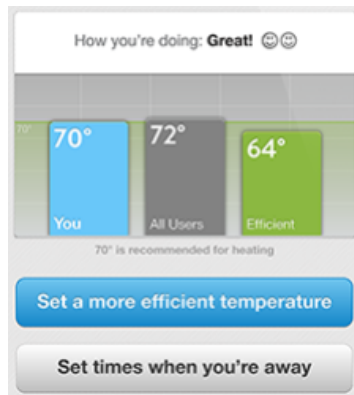 How you're doing: Great! ☺☺
70°
70°
You
72°
All Users
64°
Efficient
70° is recommended for heating
Set a more efficient temperature
Set times when you're away